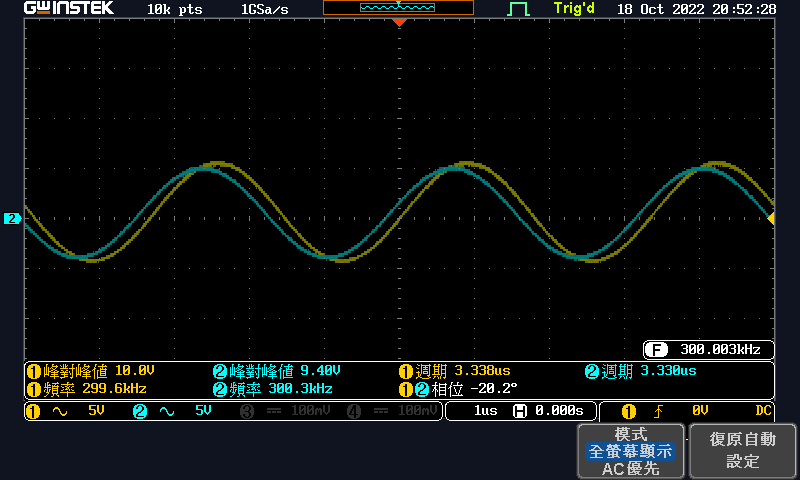 GWINSTEK 10k pts 1GSa/s Trig'd 18 Oct 2022 20:52:28
2
F 300.003kHz
1峰對峰値 10.0V 2峰對峰値 9.40V 1週期 3.338us 2週期 3.330us
1頻率 299.6kHz 2頻率 300.3kHz 1 2相位 -20.2°
1 ~ 5V 2 ~ 5V 3 100mV 4 100mV 1us H 0.000s 1 0V DC
模式 復原自動
全螢幕顯示 設定
AC優先